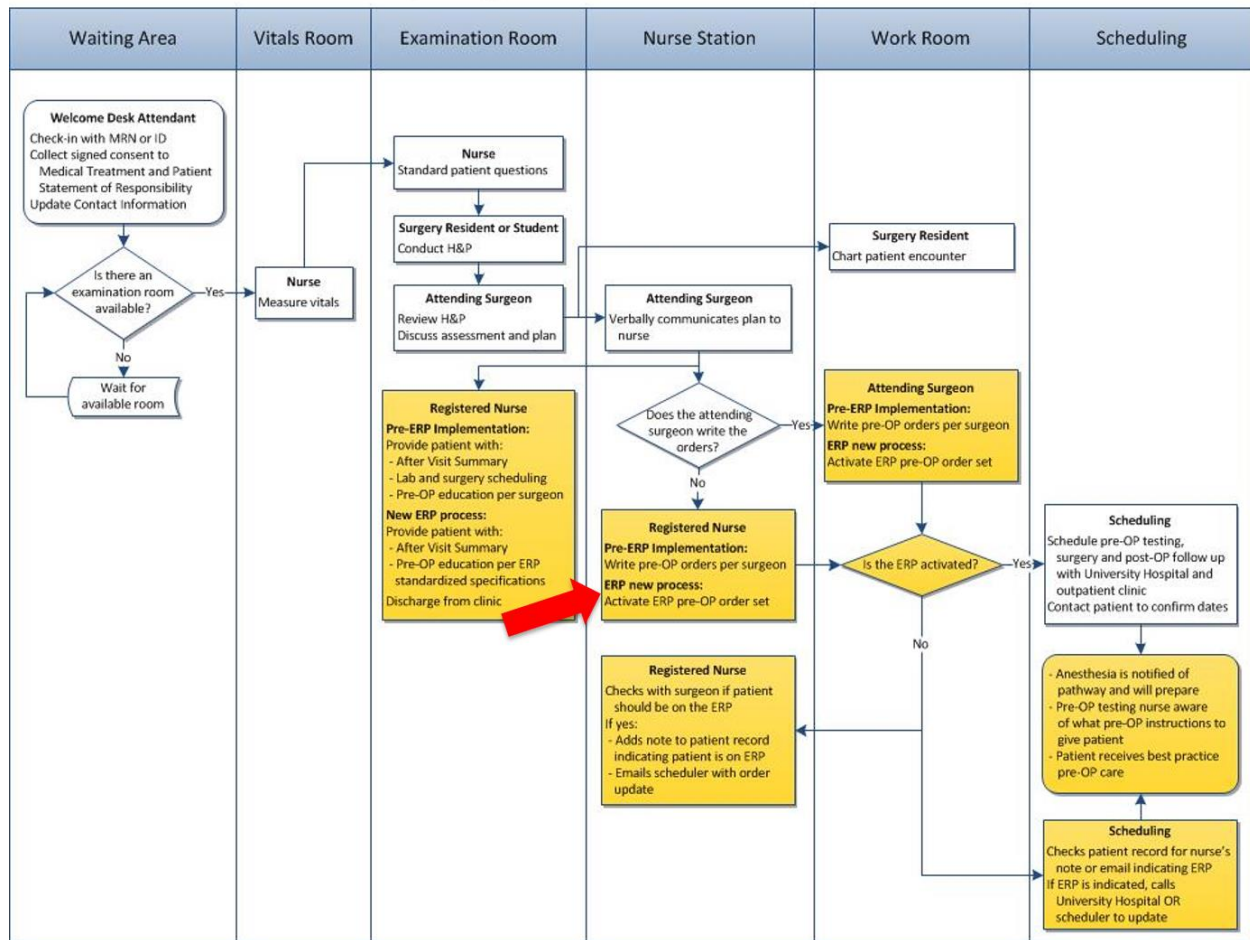 Waiting Area
Vitals Room
Examination Room
Nurse Station
Work Room
Scheduling
Welcome Desk Attendant
Check-in with MRN or ID
Collect signed consent to
Medical Treatment and Patient
Statement of Responsibility
Update Contact Information
Is there an
examination room
available?
Yes
No
Wait for
available room
Nurse
Measure vitals
Nurse
Standard patient questions
Surgery Resident or Student
Conduct H&P
Attending Surgeon
Review H&P
Discuss assessment and plan
Registered Nurse
Pre-ERP Implementation:
Provide patient with:
- After Visit Summary
- Lab and surgery scheduling
- Pre-OP education per surgeon
New ERP process:
Provide patient with:
- After Visit Summary
- Pre-OP education per ERP
standardized specifications
Discharge from clinic
Attending Surgeon
Verbally communicates plan to
nurse
Does the attending
surgeon write the
orders?
Yes
No
Registered Nurse
Pre-ERP Implementation:
Write pre-OP orders per surgeon
ERP new process:
Activate ERP pre-OP order set
Registered Nurse
Checks with surgeon if patient
should be on the ERP
If yes:
- Adds note to patient record
indicating patient is on ERP
- Emails scheduler with order
update
Surgery Resident
Chart patient encounter
Attending Surgeon
Pre-ERP Implementation:
Write pre-OP orders per surgeon
ERP new process:
Activate ERP pre-OP order set
Is the ERP activated?
Yes
No
Scheduling
Schedule pre-OP testing,
surgery and post-OP follow up
with University Hospital and
outpatient clinic
Contact patient to confirm dates
- Anesthesia is notified of
pathway and will prepare
- Pre-OP testing nurse aware
of what pre-OP instructions to
give patient
- Patient receives best practice
pre-OP care
Scheduling
Checks patient record for nurse's
note or email indicating ERP
If ERP is indicated, calls
University Hospital OR
scheduler to update